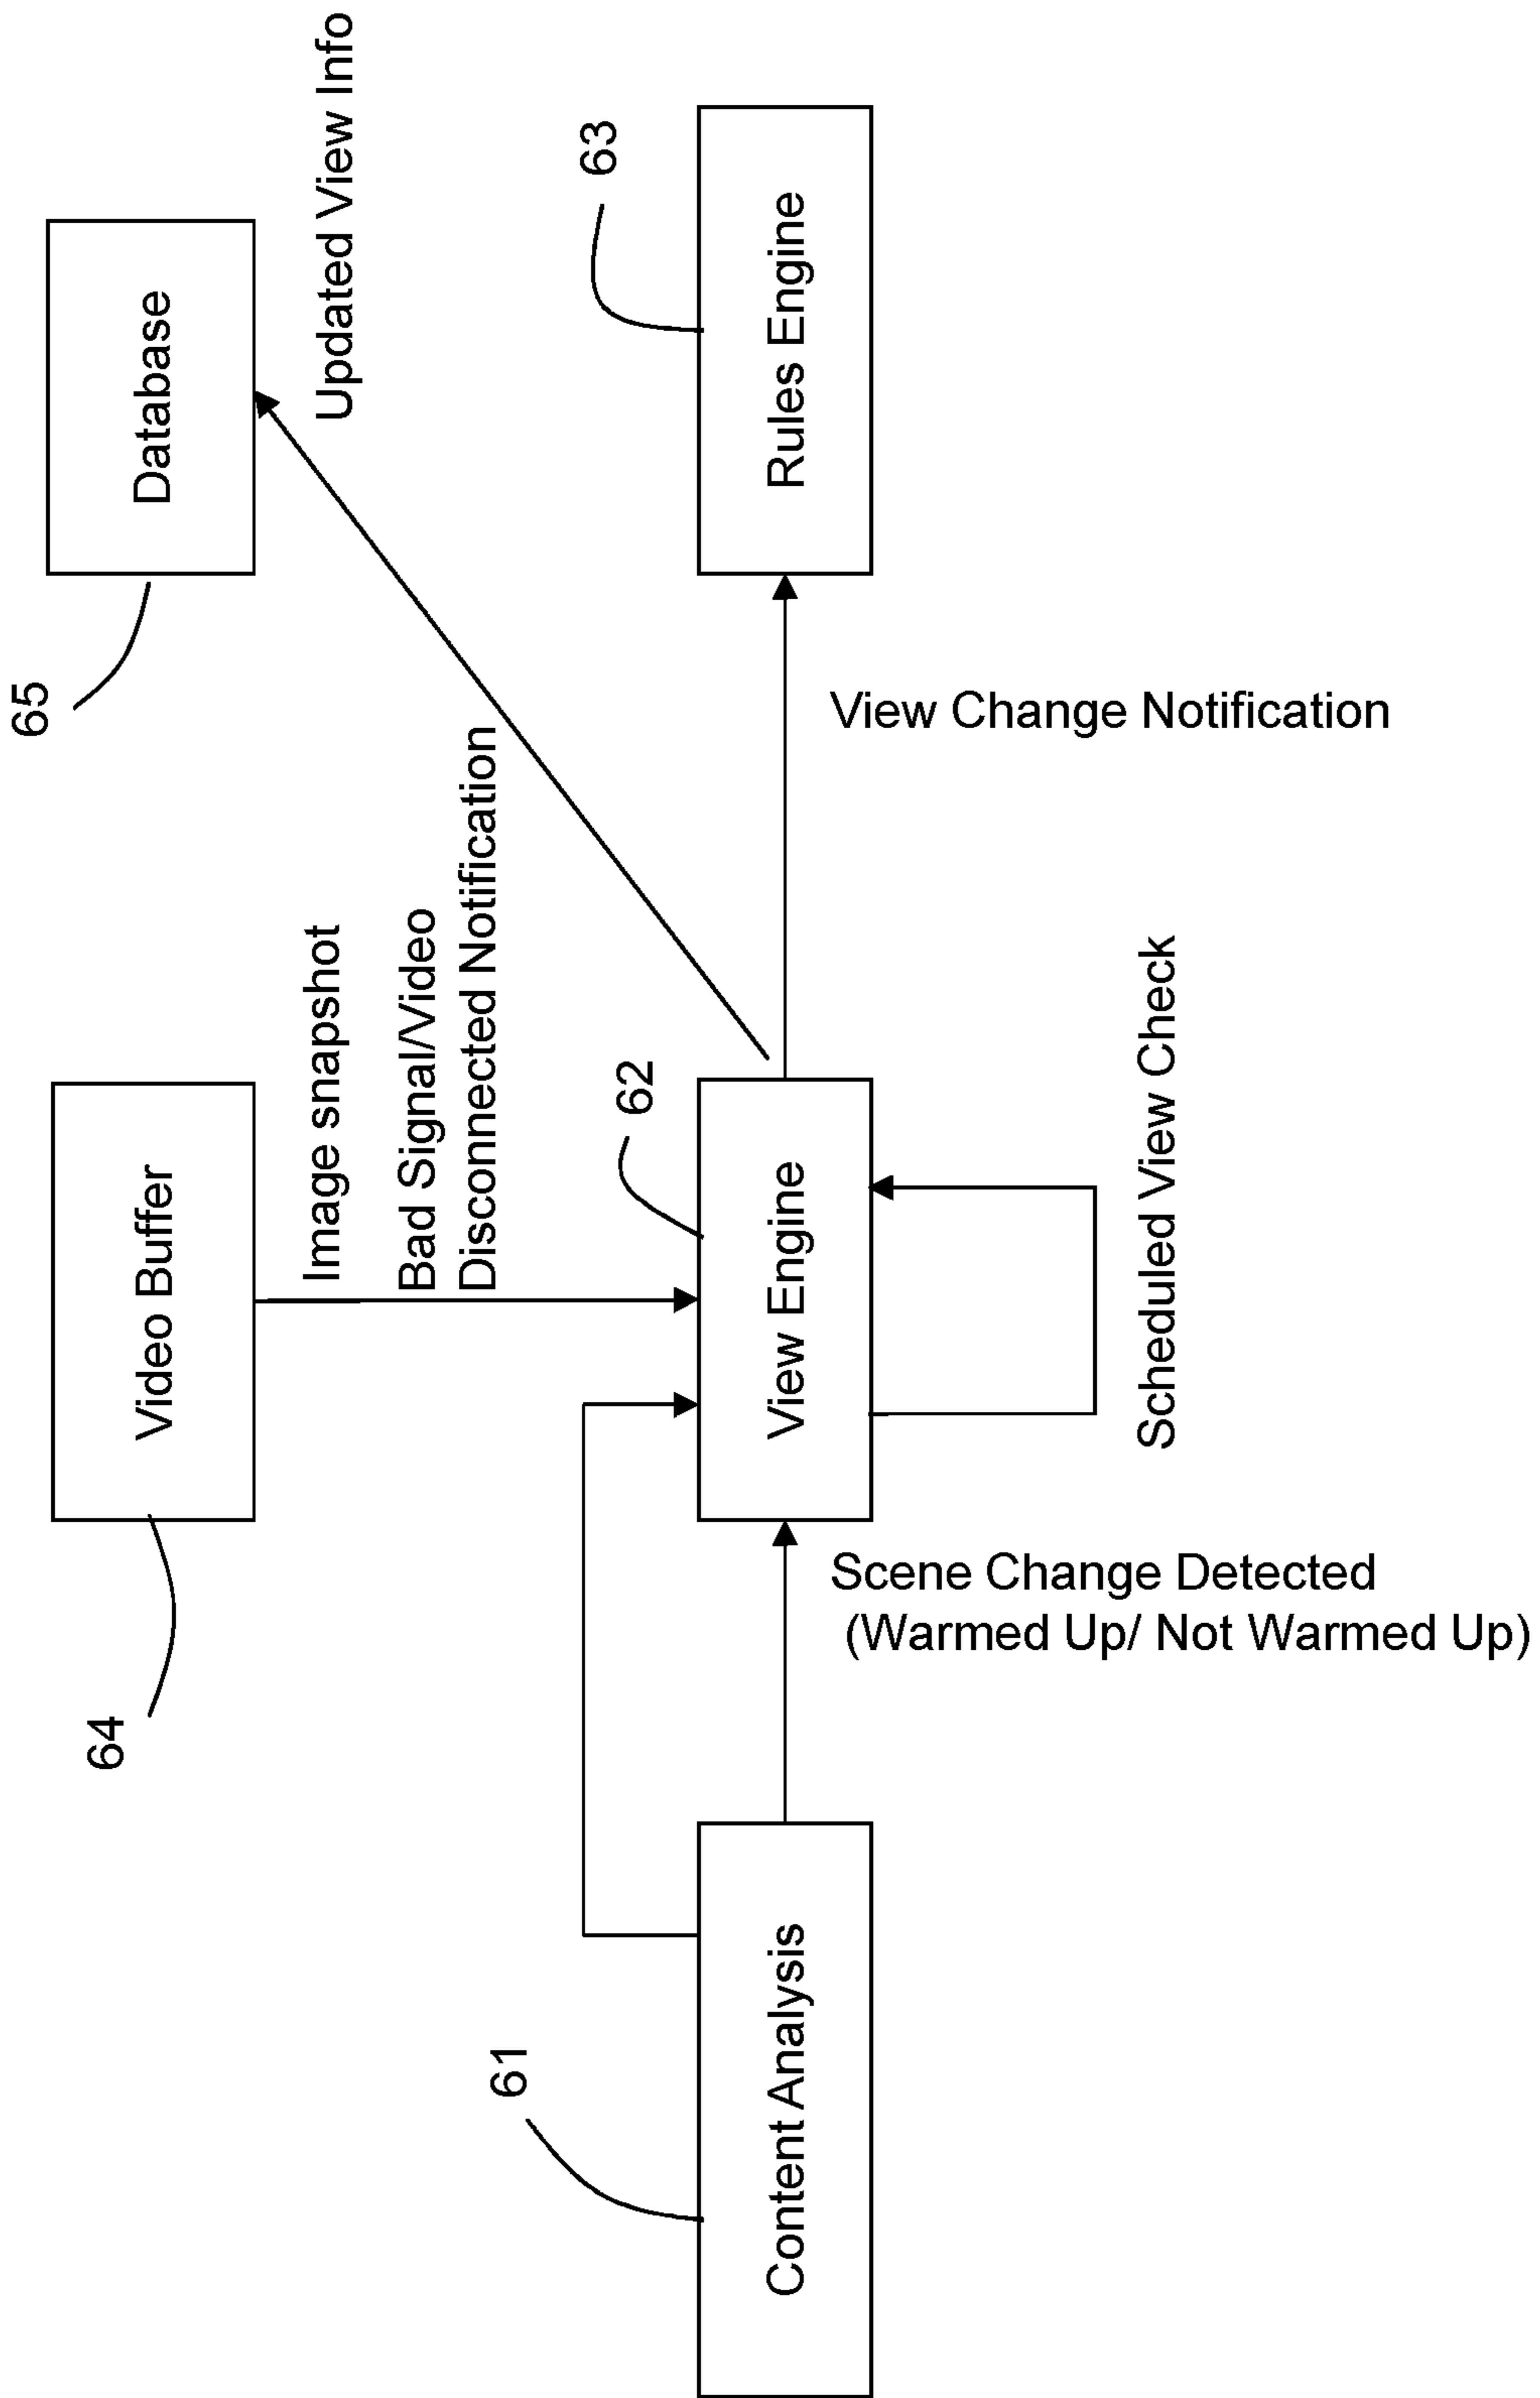 65
Database
Updated View Info
64
Video Buffer
Image snapshot
Bad Signal/Video
Disconnected Notification
61
Content Analysis
Scene Change Detected
(Warmed Up/ Not Warmed Up)
62
View Engine
Scheduled View Check
View Change Notification
63
Rules Engine